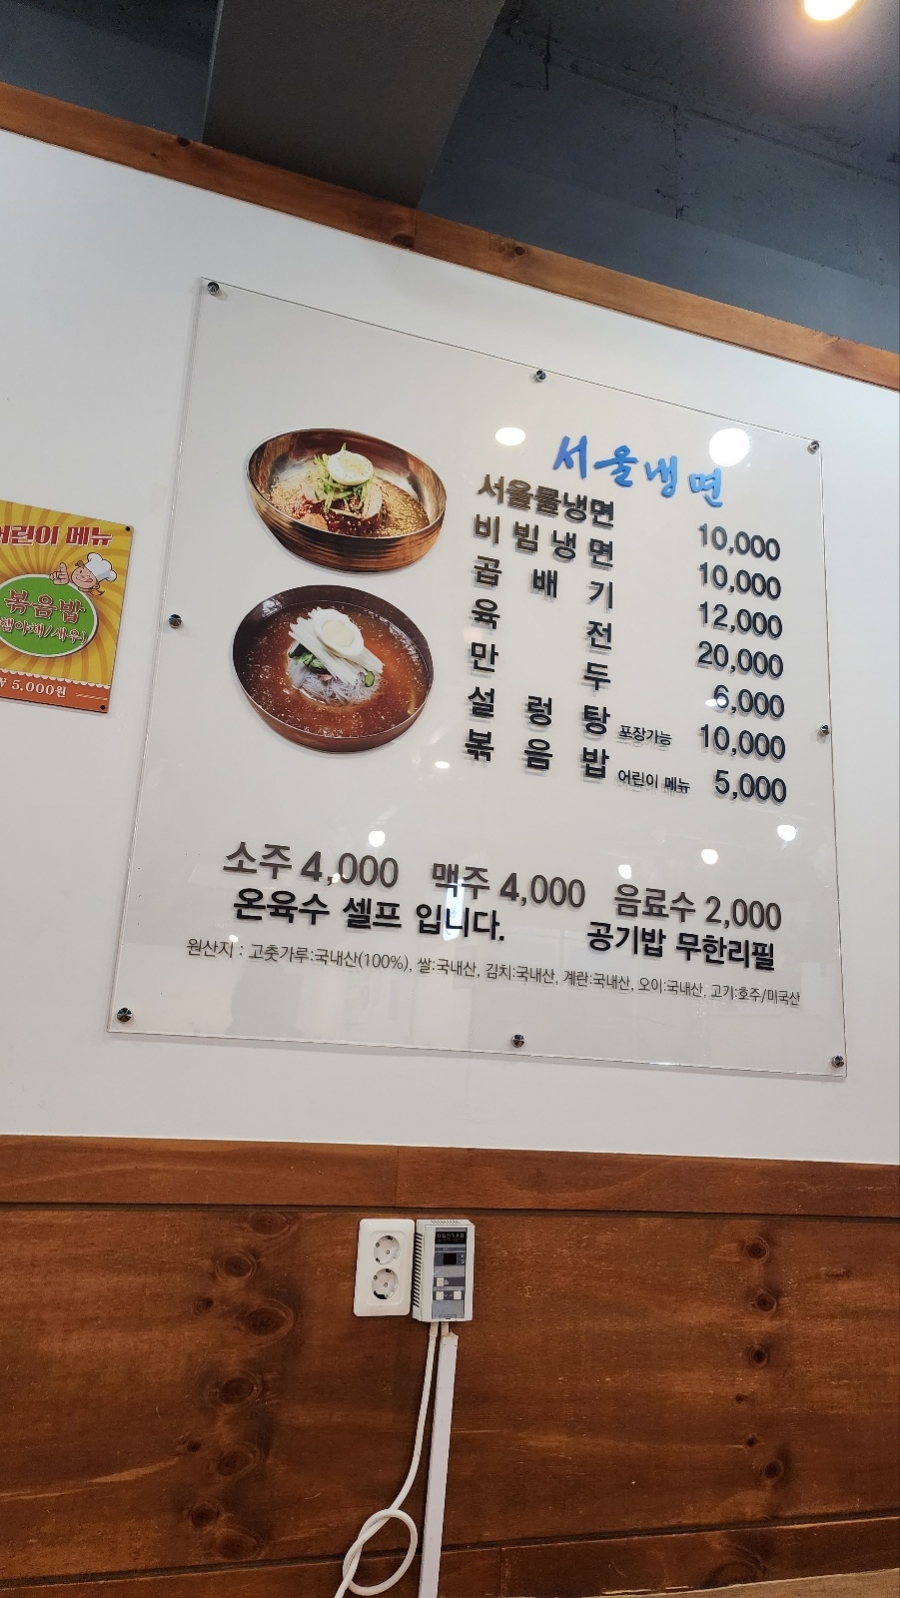 서울냉면
서울물냉면 10,000
비빔냉면 10,000
곱배기 12,000
육전 20,000
만두 6,000
설렁탕 포장가능 10,000
볶음밥 어린이 메뉴 5,000
소주 4,000 맥주 4,000 음료수 2,000
온육수 셀프 입니다. 공기밥 무한리필
원산지 : 고춧가루:국내산(100%), 쌀:국내산, 김치:국내산, 계란:국내산, 오이:국내산, 고기:호주/미국산
어린이 메뉴
볶음밥
햄야채/새우
5,000원